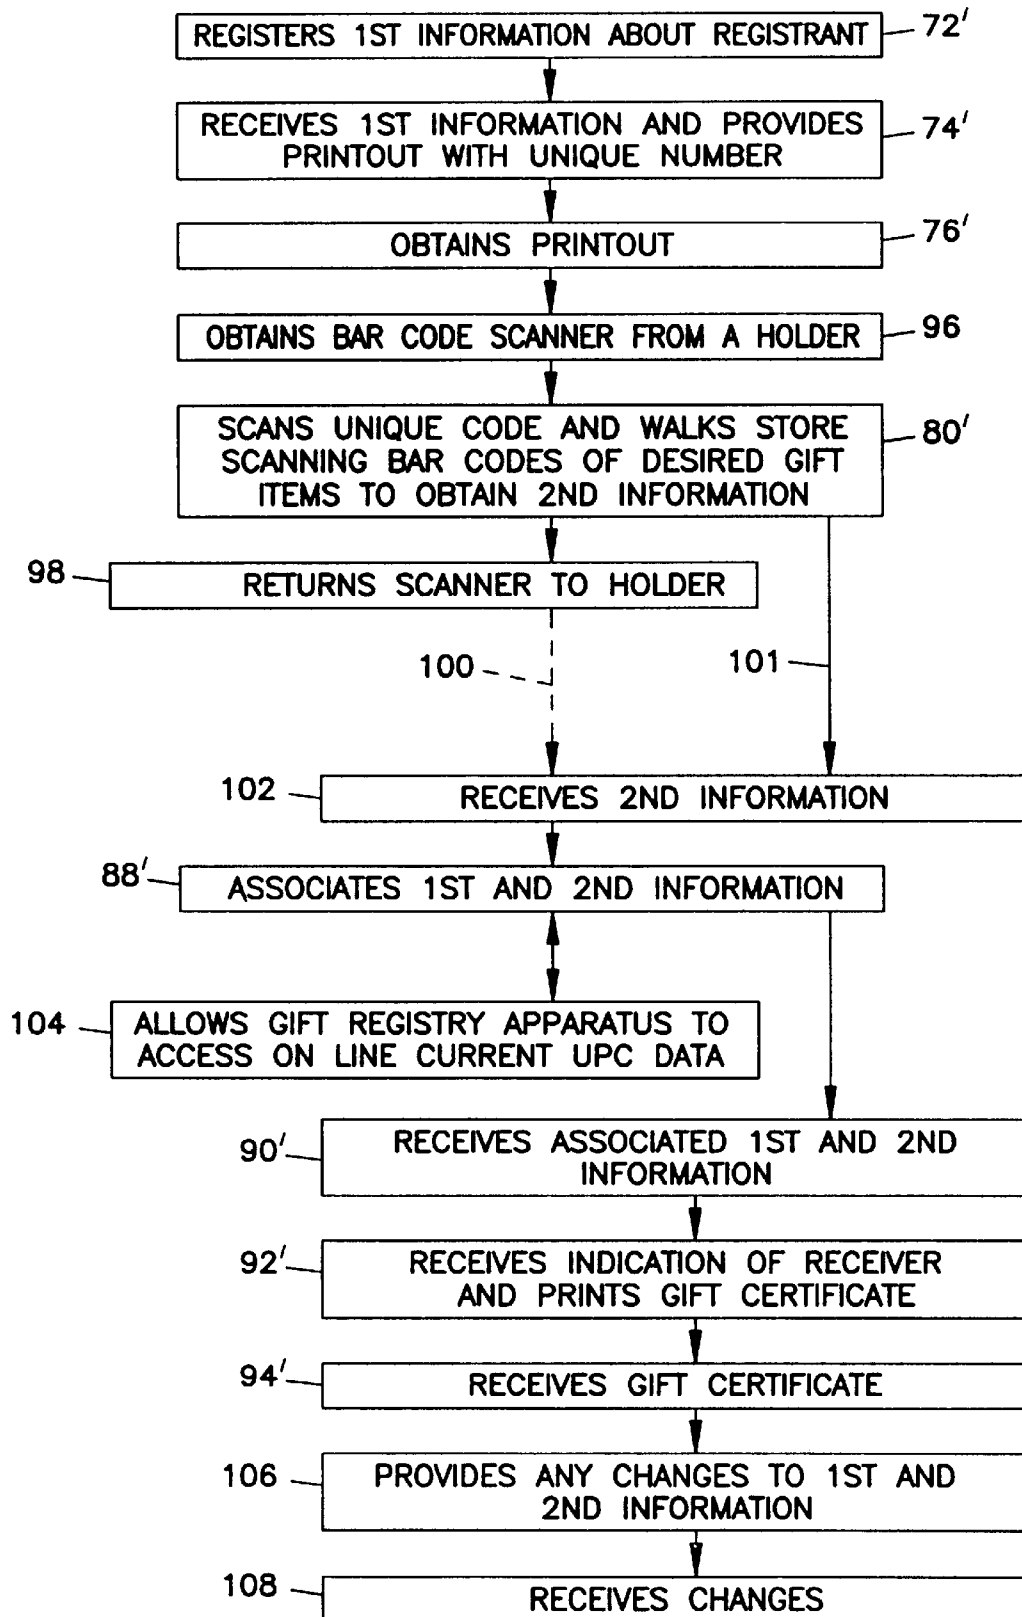 REGISTERS 1ST INFORMATION ABOUT REGISTRANT
72'
RECEIVES 1ST INFORMATION AND PROVIDES
PRINTOUT WITH UNIQUE NUMBER
74'
OBTAINS PRINTOUT
76'
OBTAINS BAR CODE SCANNER FROM A HOLDER
96
SCANS UNIQUE CODE AND WALKS STORE
SCANNING BAR CODES OF DESIRED GIFT
ITEMS TO OBTAIN 2ND INFORMATION
80'
98
RETURNS SCANNER TO HOLDER
100
101
102
RECEIVES 2ND INFORMATION
88'
ASSOCIATES 1ST AND 2ND INFORMATION
104
ALLOWS GIFT REGISTRY APPARATUS TO
ACCESS ON LINE CURRENT UPC DATA
90'
RECEIVES ASSOCIATED 1ST AND 2ND
INFORMATION
92'
RECEIVES INDICATION OF RECEIVER
AND PRINTS GIFT CERTIFICATE
94'
RECEIVES GIFT CERTIFICATE
106
PROVIDES ANY CHANGES TO 1ST AND
2ND INFORMATION
108
RECEIVES CHANGES